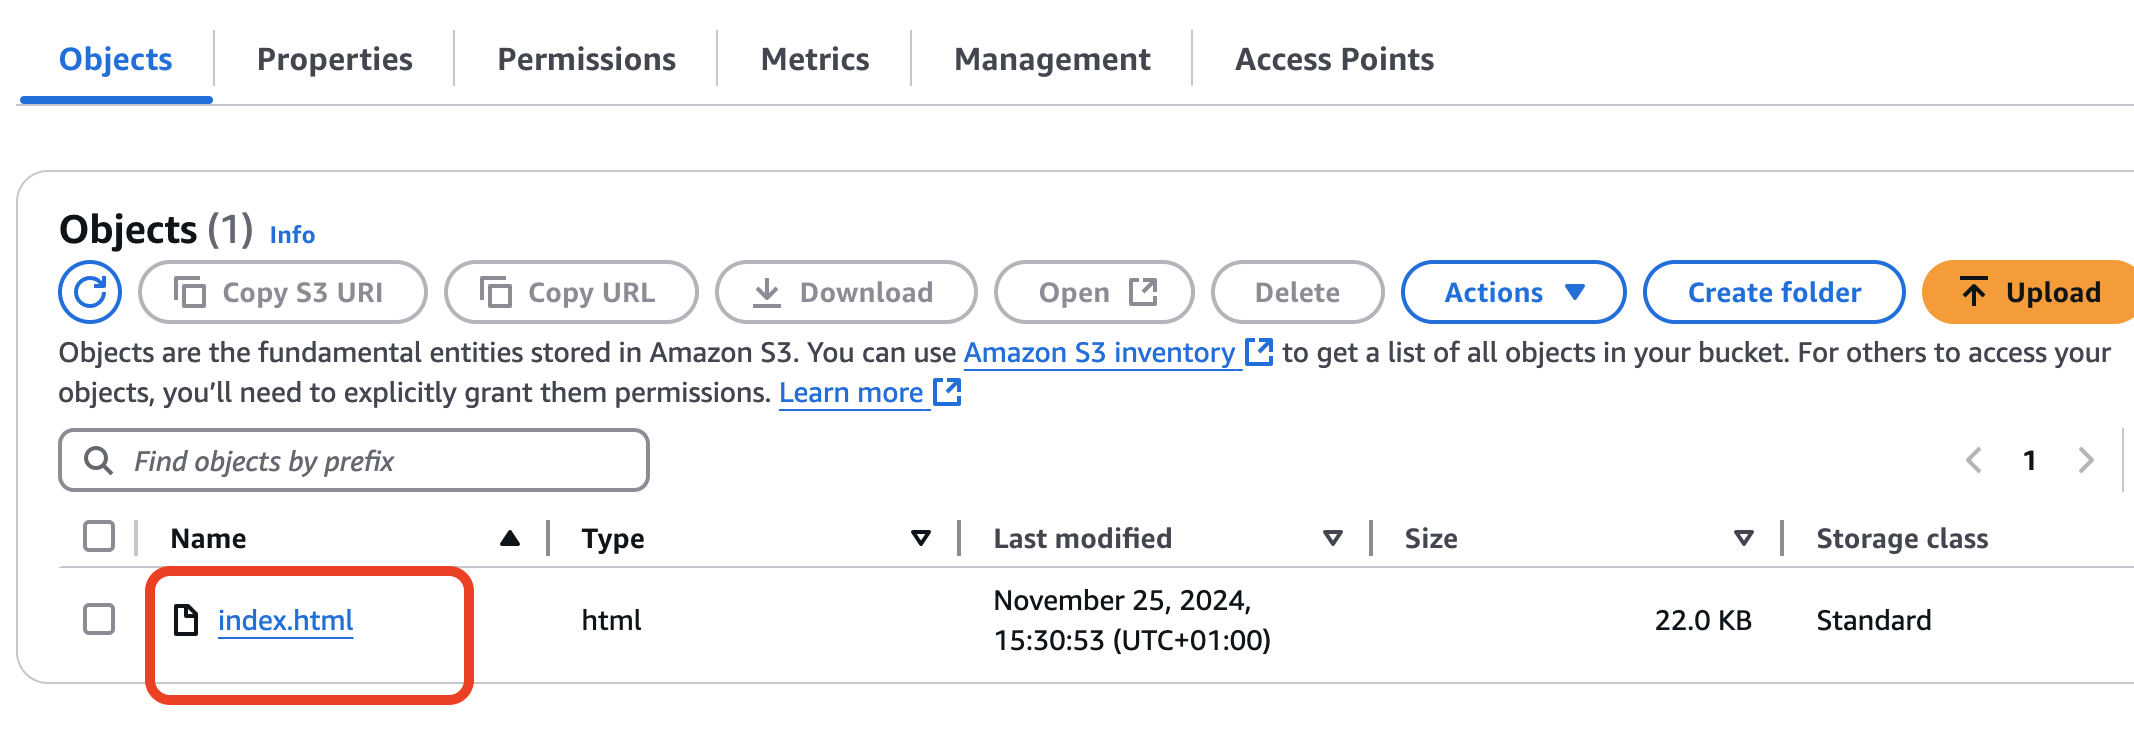 Objects Properties Permissions Metrics Management Access Points
Objects (1) Info
Copy S3 URI Copy URL Download Open Delete Actions Create folder Upload
Objects are the fundamental entities stored in Amazon S3. You can use Amazon S3 inventory to get a list of all objects in your bucket. For others to access your
objects, you’ll need to explicitly grant them permissions. Learn more
Find objects by prefix 1
Name Type Last modified Size Storage class
index.html html November 25, 2024, 22.0 KB Standard
15:30:53 (UTC+01:00)